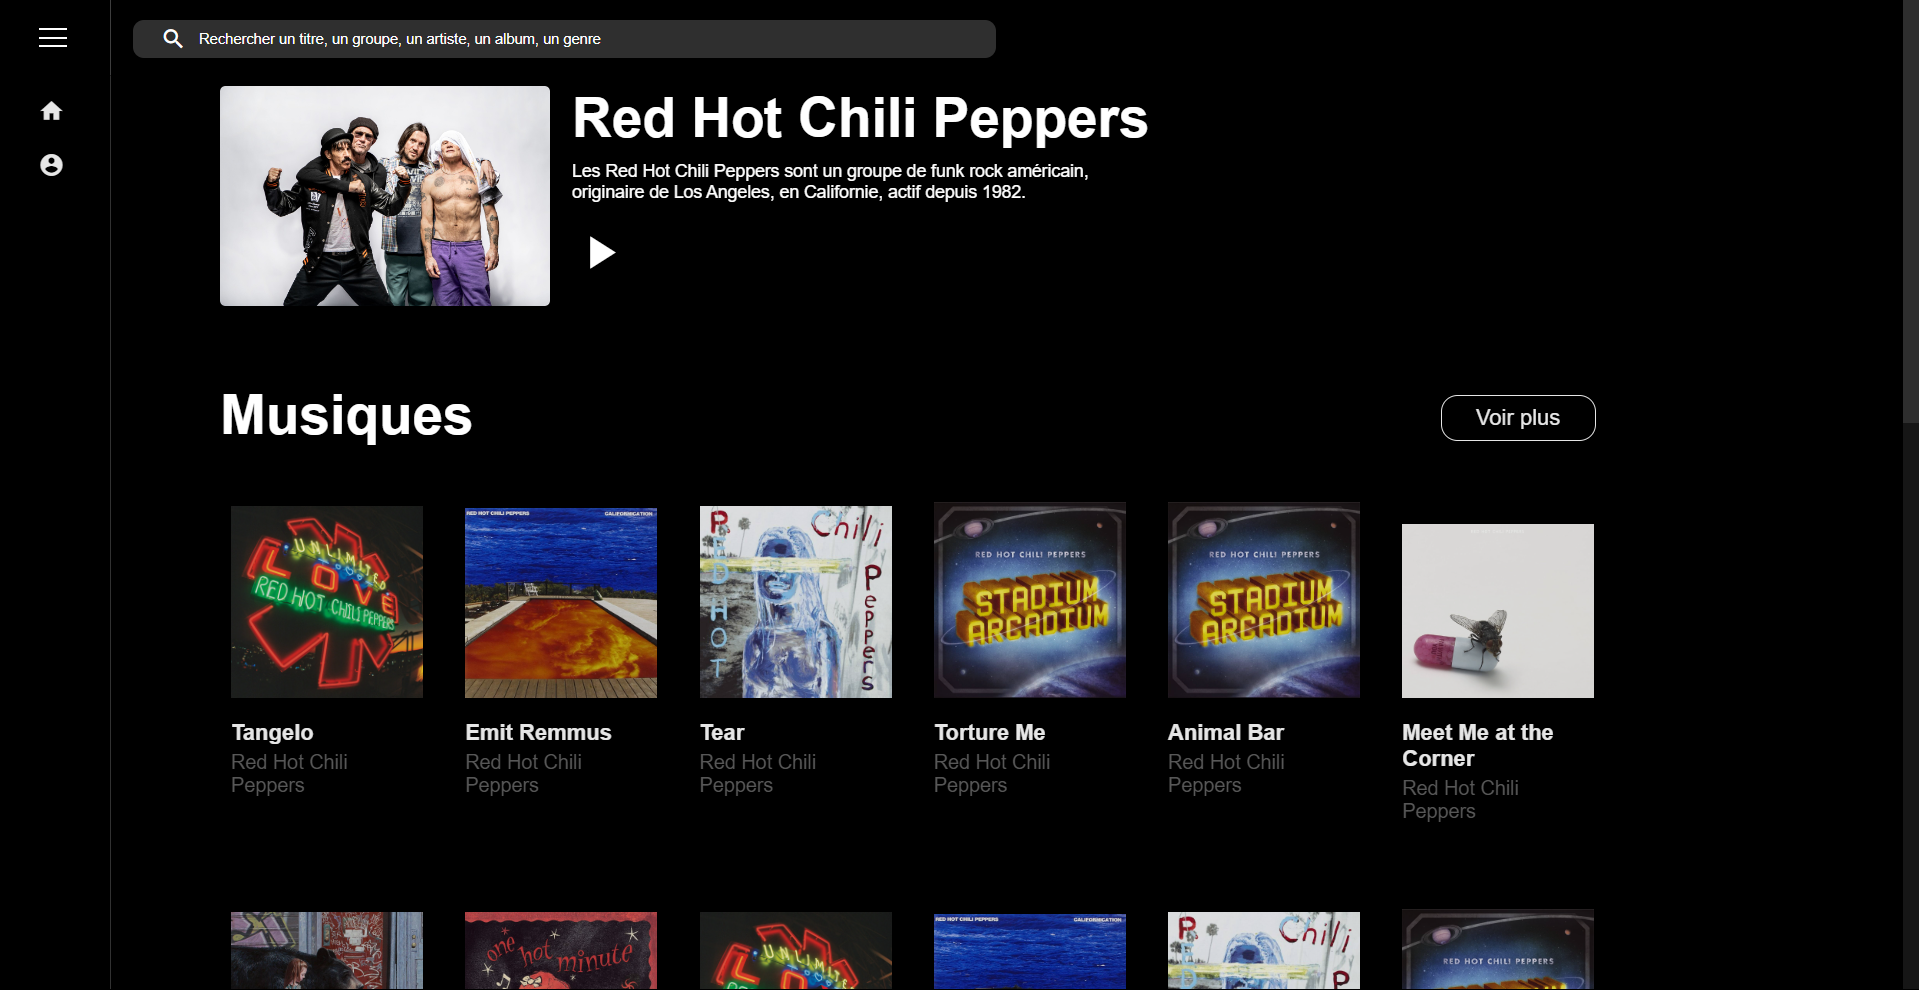 Rechercher un titre, un groupe, un artiste, un album, un genre
Red Hot Chili Peppers
Les Red Hot Chili Peppers sont un groupe de funk rock américain,
originaire de Los Angeles, en Californie, actif depuis 1982.
Musiques
Voir plus
UNLIMITED
LOVE
RED HOT CHILI PEPPERS
RED HOT CHILI PEPPERS
CALIFORNICATION
RED HOT
Chili
Peppers
RED HOT CHILI PEPPERS
STADIUM
ARCADIUM
RED HOT CHILI PEPPERS
STADIUM
ARCADIUM
Tangelo
Red Hot Chili
Peppers
Emit Remmus
Red Hot Chili
Peppers
Tear
Red Hot Chili
Peppers
Torture Me
Red Hot Chili
Peppers
Animal Bar
Red Hot Chili
Peppers
Meet Me at the
Corner
Red Hot Chili
Peppers
one hot minute
UNLIMITED
LOVE
RED HOT CHILI PEPPERS
CALIFORNICATION
Chili
RED HOT CHILI PEPPERS